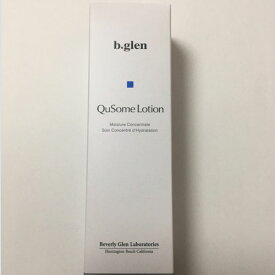 b.glen
QuSome Lotion
Moisture Concentrate
Soin Concentré d'Hydratation
Beverly Glen Laboratories
Huntington Beach California